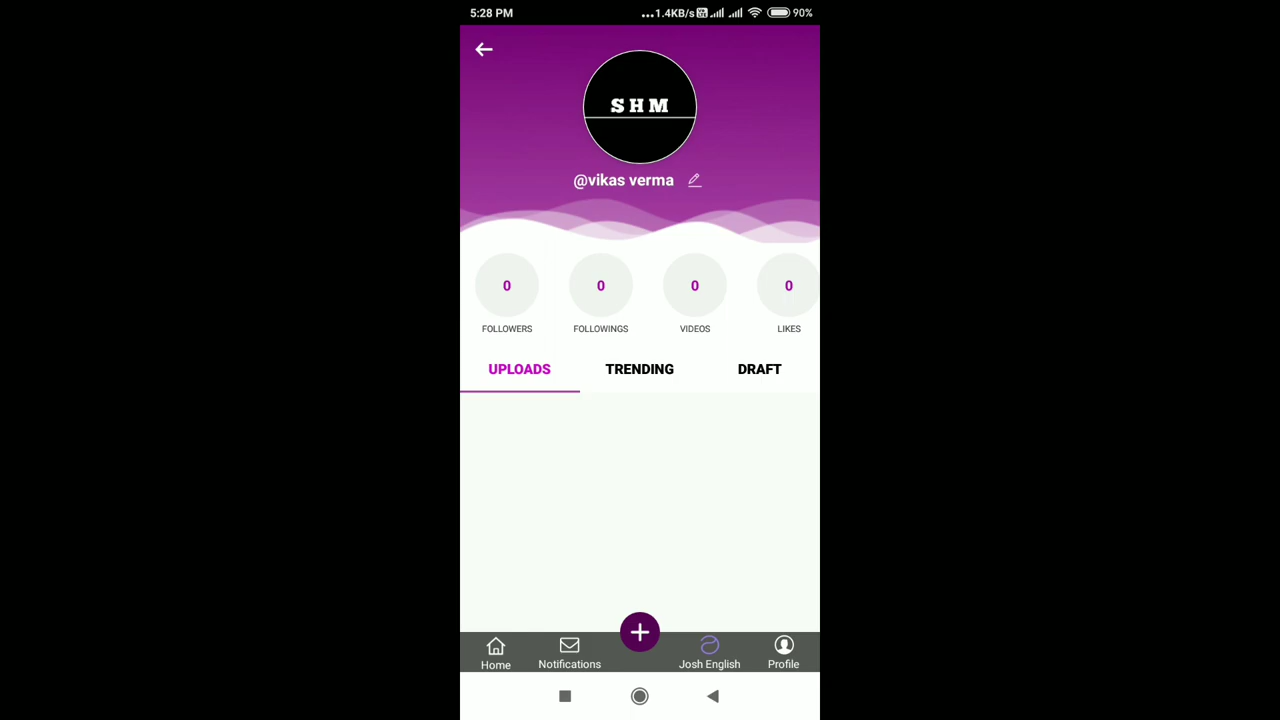 5:28 PM ...1.4KB/s 90%
SHM
@vikas verma
0 0 0 0
FOLLOWERS FOLLOWINGS VIDEOS LIKES
UPLOADS TRENDING DRAFT
Home Notifications Josh English Profile